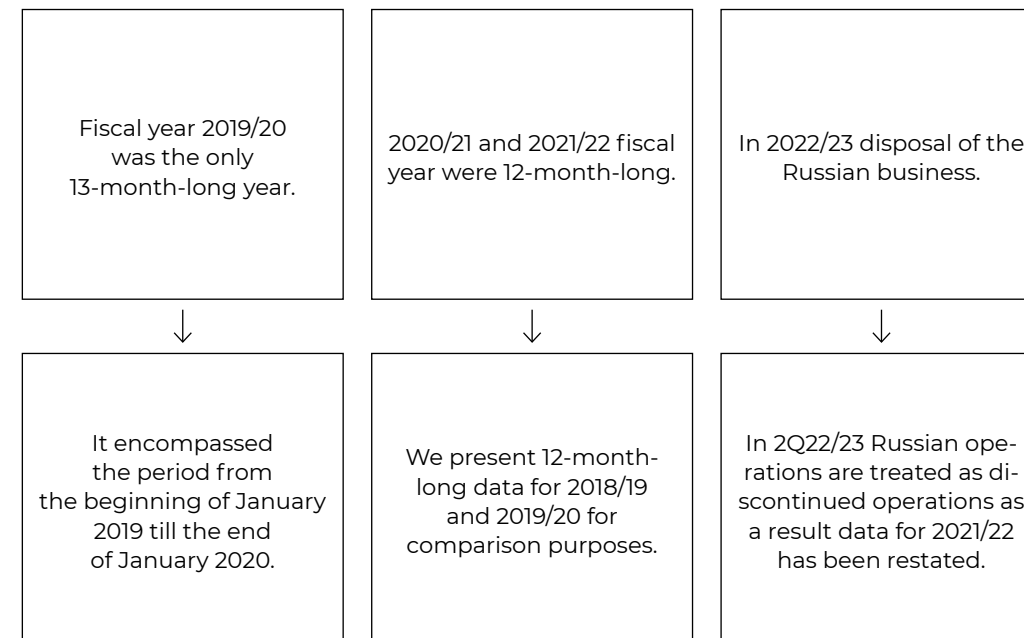 Fiscal year 2019/20
was the only
13-month-long year.
2020/21 and 2021/22 fiscal
year were 12-month-long.
In 2022/23 disposal of the
Russian business.
It encompassed
the period from
the beginning of January
2019 till the end
of January 2020.
We present 12-month-
long data for 2018/19
and 2019/20 for
comparison purposes.
In 2Q22/23 Russian ope-
rations are treated as di-
scontinued operations as
a result data for 2021/22
has been restated.